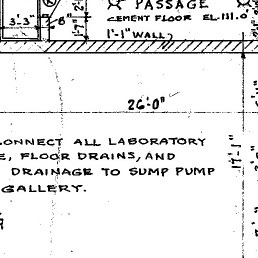 PASSAGE
CEMENT FLOOR EL. 111.0'
3'-3" 8"
1'-1" WALL
26'-0"
CONNECT ALL LABORATORY
E, FLOOR DRAINS, AND
DRAINAGE TO SUMP PUMP
GALLERY.
17'-1"